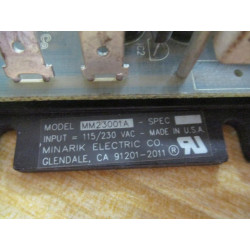 MODEL MM23001A - SPEC
INPUT = 115/230 VAC - MADE IN U.S.A.
MINARIK ELECTRIC CO.
GLENDALE, CA 91201-2011 ®